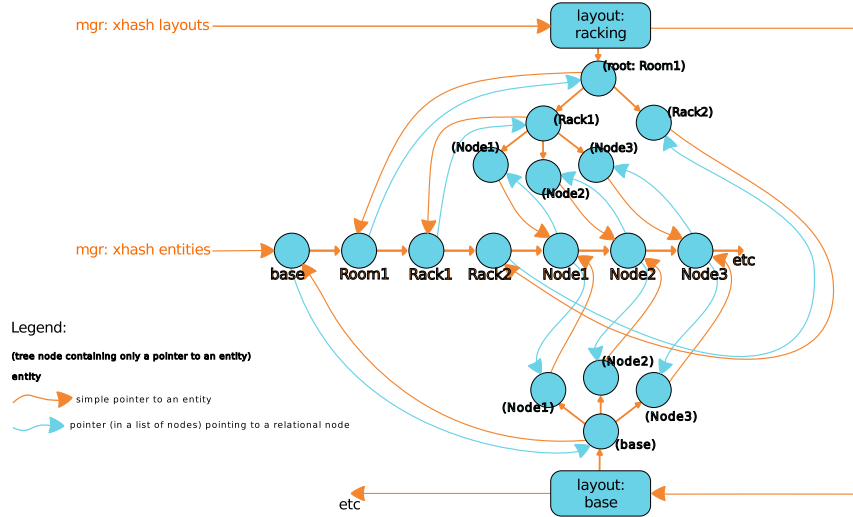 mgr: xhash layouts
layout:
racking
(root: Room1)
(Rack1)
(Rack2)
(Node1)
(Node3)
(Node2)
mgr: xhash entities
base
Room1
Rack1
Rack2
Node1
Node2
Node3
etc
Legend:
(tree node containing only a pointer to an entity)
entity
simple pointer to an entity
pointer (in a list of nodes) pointing to a relational node
(Node2)
(Node1)
(Node3)
(base)
layout:
base
etc